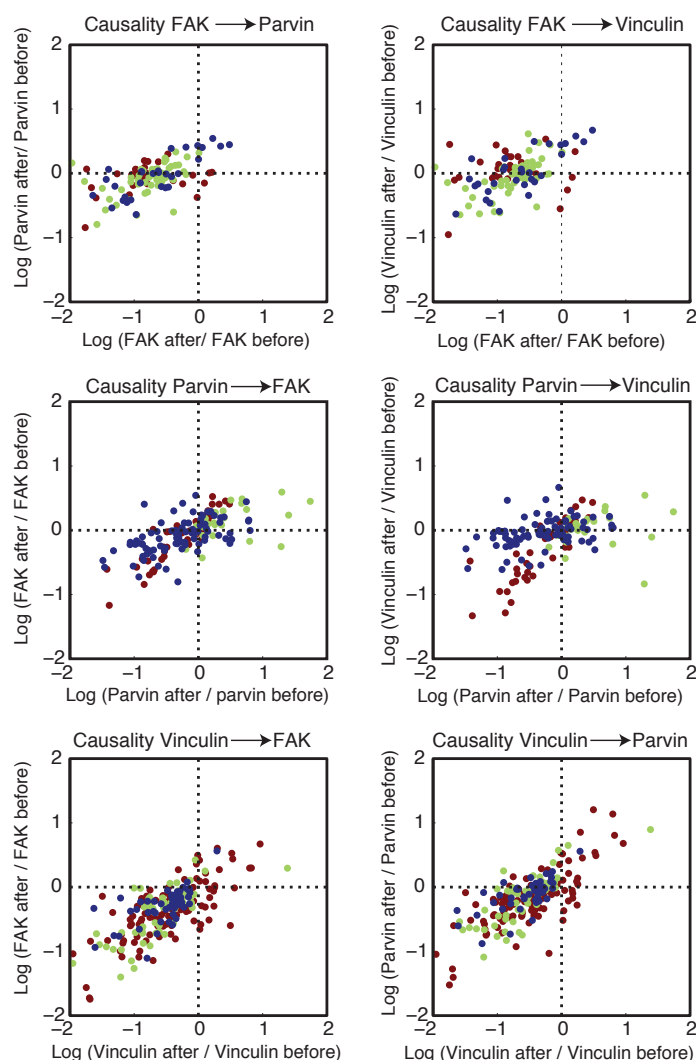 Causality FAK → Parvin
Log (Parvin after/ Parvin before)
2
1
0
−1
−2
−2 −1 0 1 2
Log (FAK after/ FAK before)
Causality FAK → Vinculin
Log (Vinculin after / Vinculin before)
2
1
0
−1
−2
−2 −1 0 1 2
Log (FAK after/ FAK before)
Causality Parvin → FAK
Log (FAK after / FAK before)
2
1
0
−1
−2
−2 −1 0 1 2
Log (Parvin after / parvin before)
Causality Parvin → Vinculin
Log (Vinculin after / Vinculin before)
2
1
0
−1
−2
−2 −1 0 1 2
Log (Parvin after / Parvin before)
Causality Vinculin → FAK
Log (FAK after / FAK before)
2
1
0
−1
−2
−2 −1 0 1 2
Log (Vinculin after / Vinculin before)
Causality Vinculin → Parvin
Log (Parvin after / Parvin before)
2
1
0
−1
−2
−2 −1 0 1 2
Log (Vinculin after / Vinculin before)